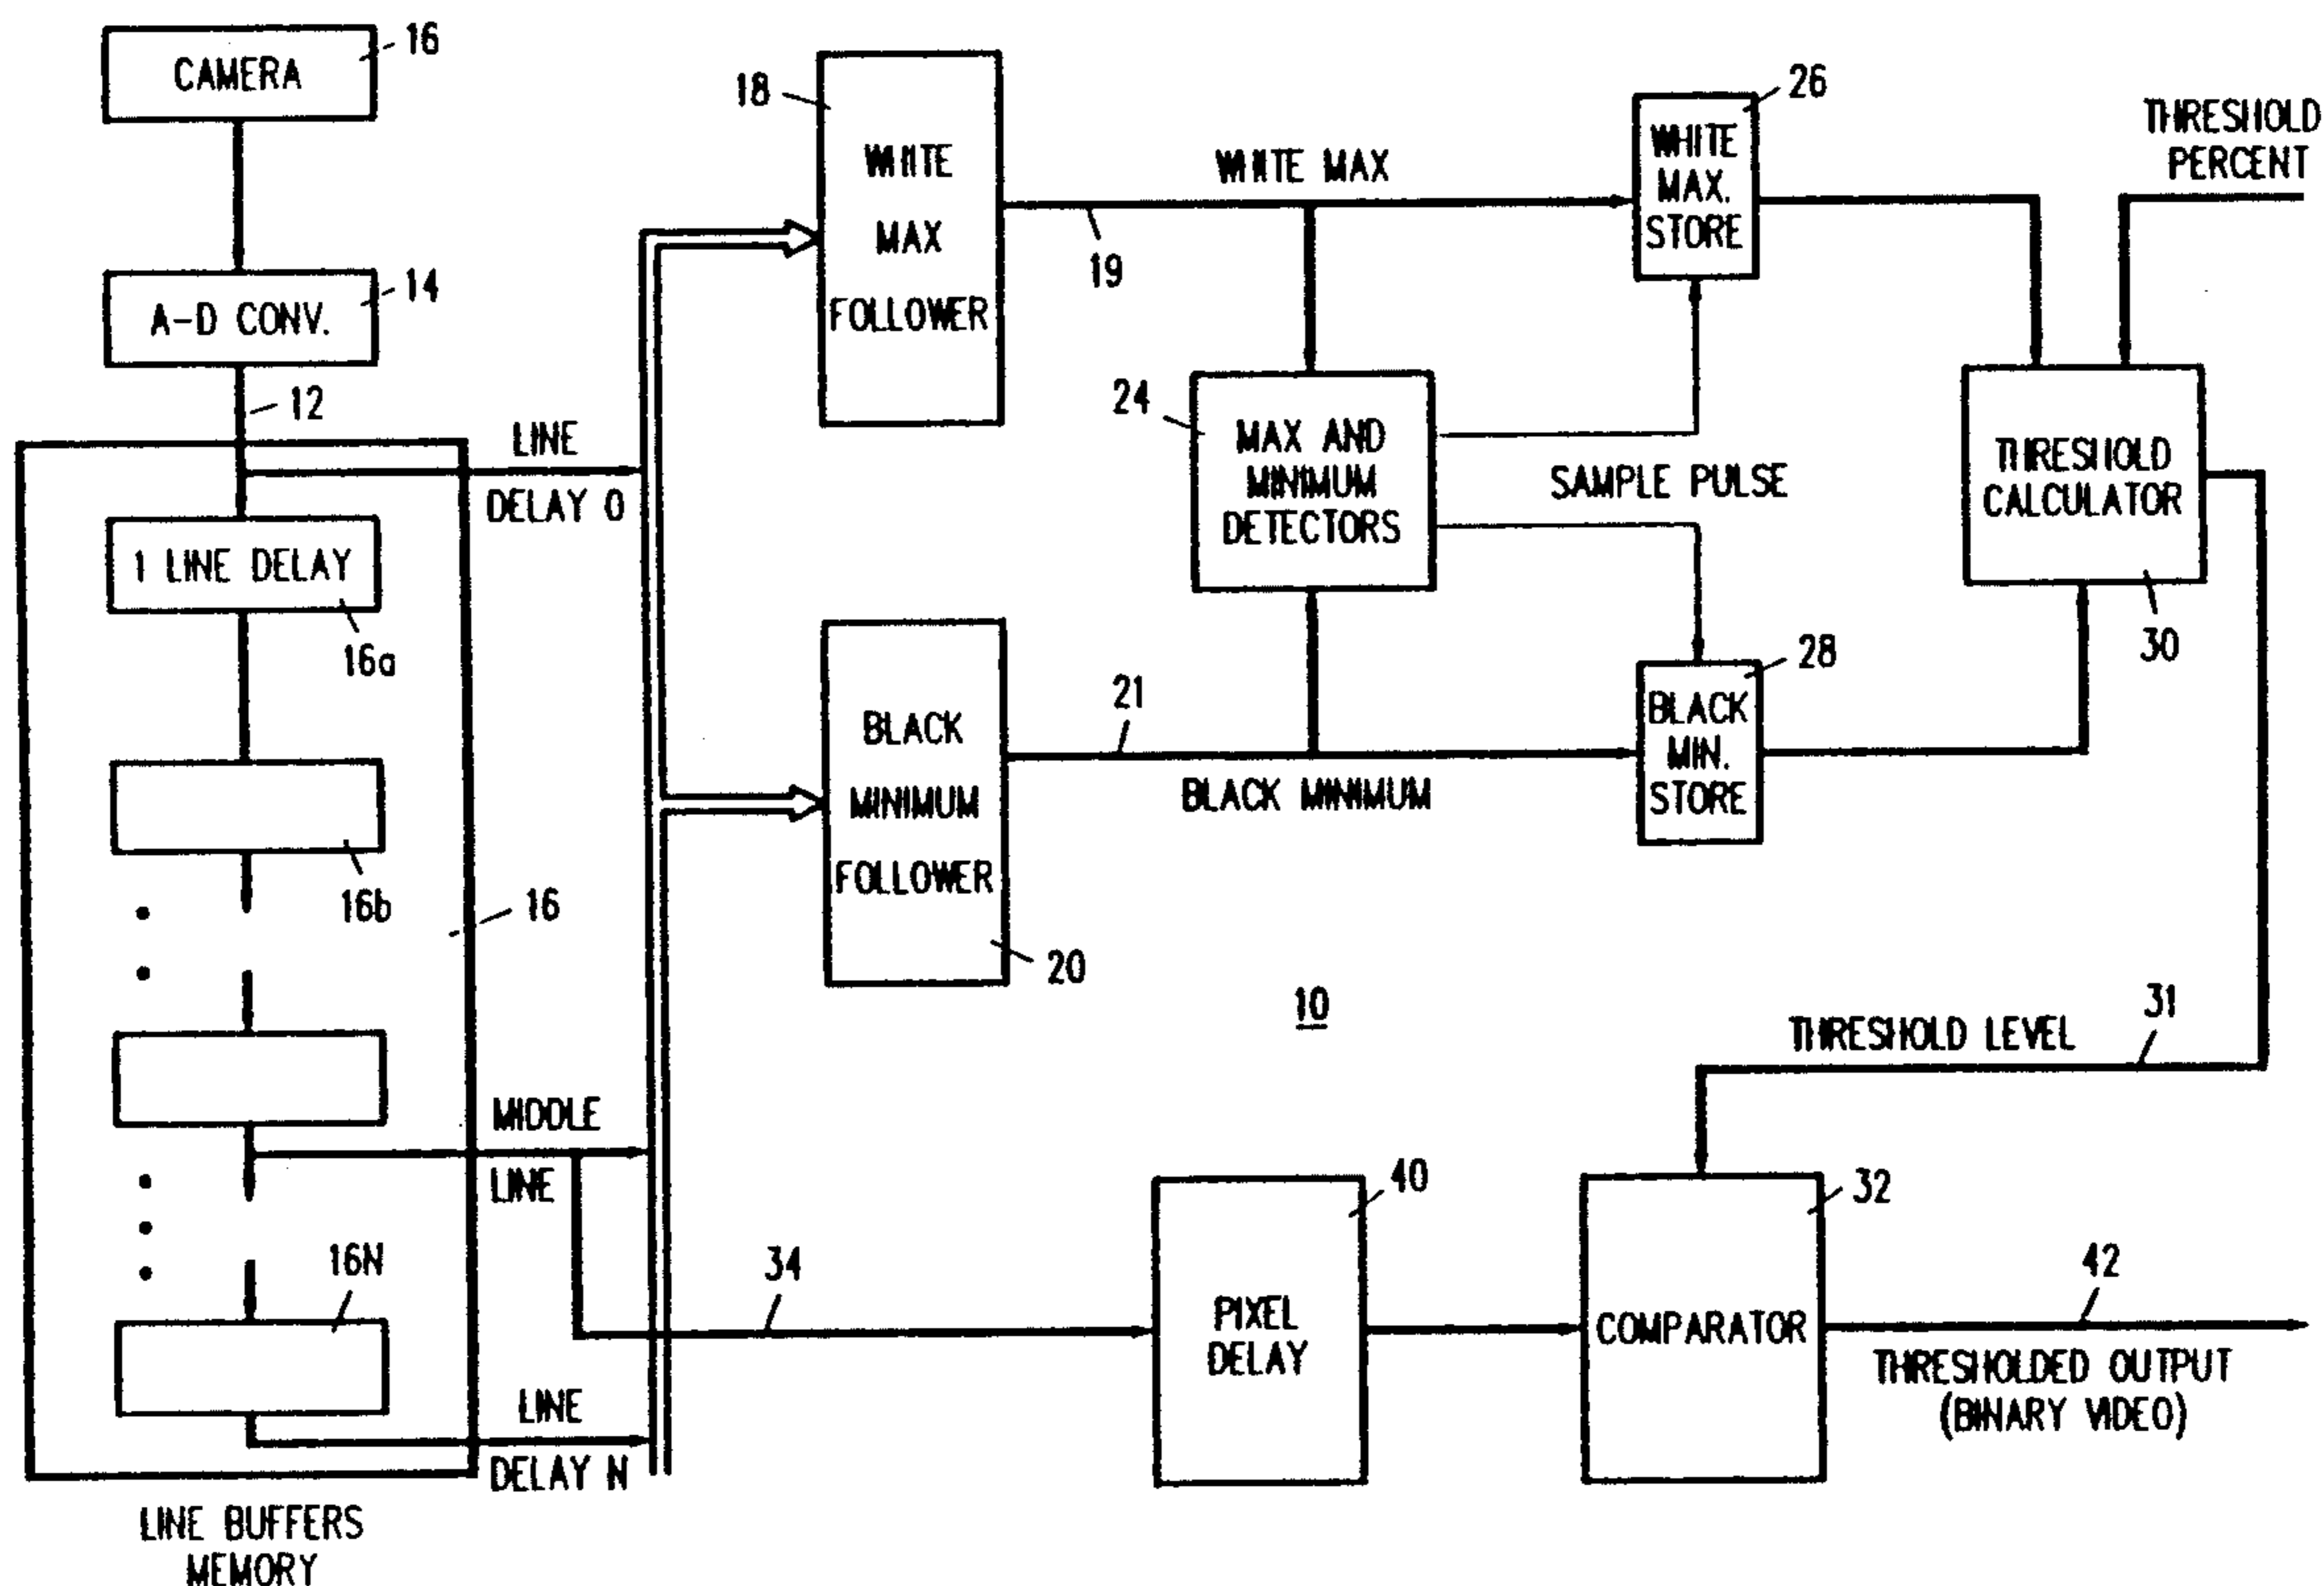 CAMERA
16
A-D CONV.
14
12
LINE
DELAY 0
1 LINE DELAY
16a
16b
16
MIDDLE
LINE
16N
LINE
DELAY N
LINE BUFFERS
MEMORY
18
WHITE
MAX
FOLLOWER
WHITE MAX
19
26
WHITE
MAX.
STORE
THRESHOLD
PERCENT
24
MAX AND
MINIMUM
DETECTORS
SAMPLE PULSE
THRESHOLD
CALCULATOR
30
BLACK
MINIMUM
FOLLOWER
20
21
BLACK MINIMUM
28
BLACK
MIN.
STORE
10
THRESHOLD LEVEL
31
34
40
PIXEL
DELAY
32
COMPARATOR
42
THRESHOLDED OUTPUT
(BINARY VIDEO)